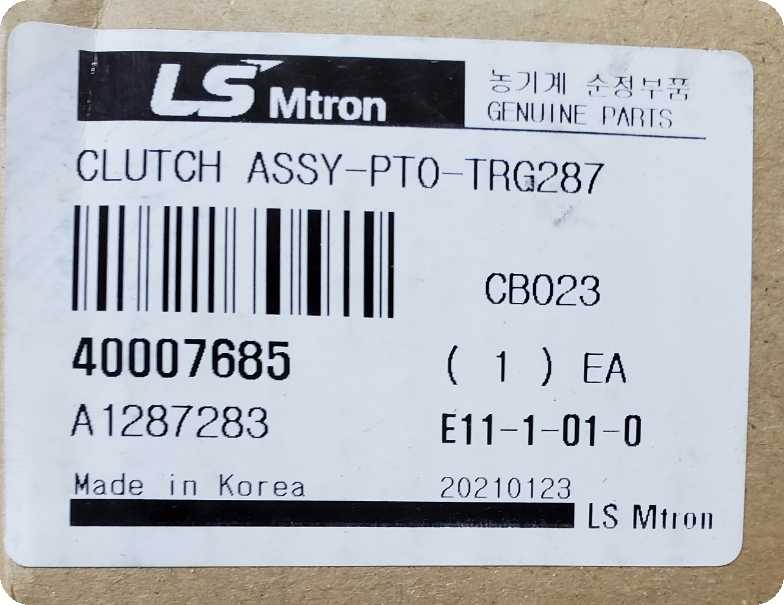 LS Mtron
농기계 순정부품
GENUINE PARTS
CLUTCH ASSY-PTO-TRG287
CB023
40007685
( 1 ) EA
A1287283
E11-1-01-0
Made in Korea
20210123
LS Mtron